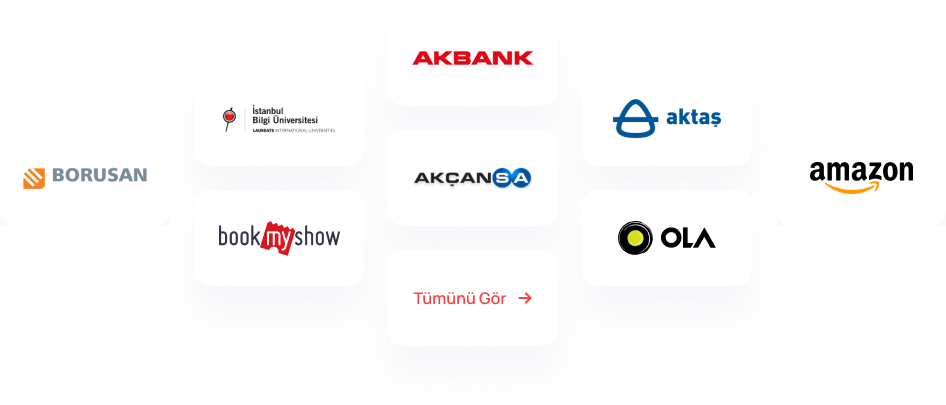 AKBANK
İstanbul
Bilgi Üniversitesi
LAUREATE INTERNATIONAL UNIVERSITIES
aktaş
BORUSAN
AKÇANSA
amazon
bookmyshow
OLA
Tümünü Gör →